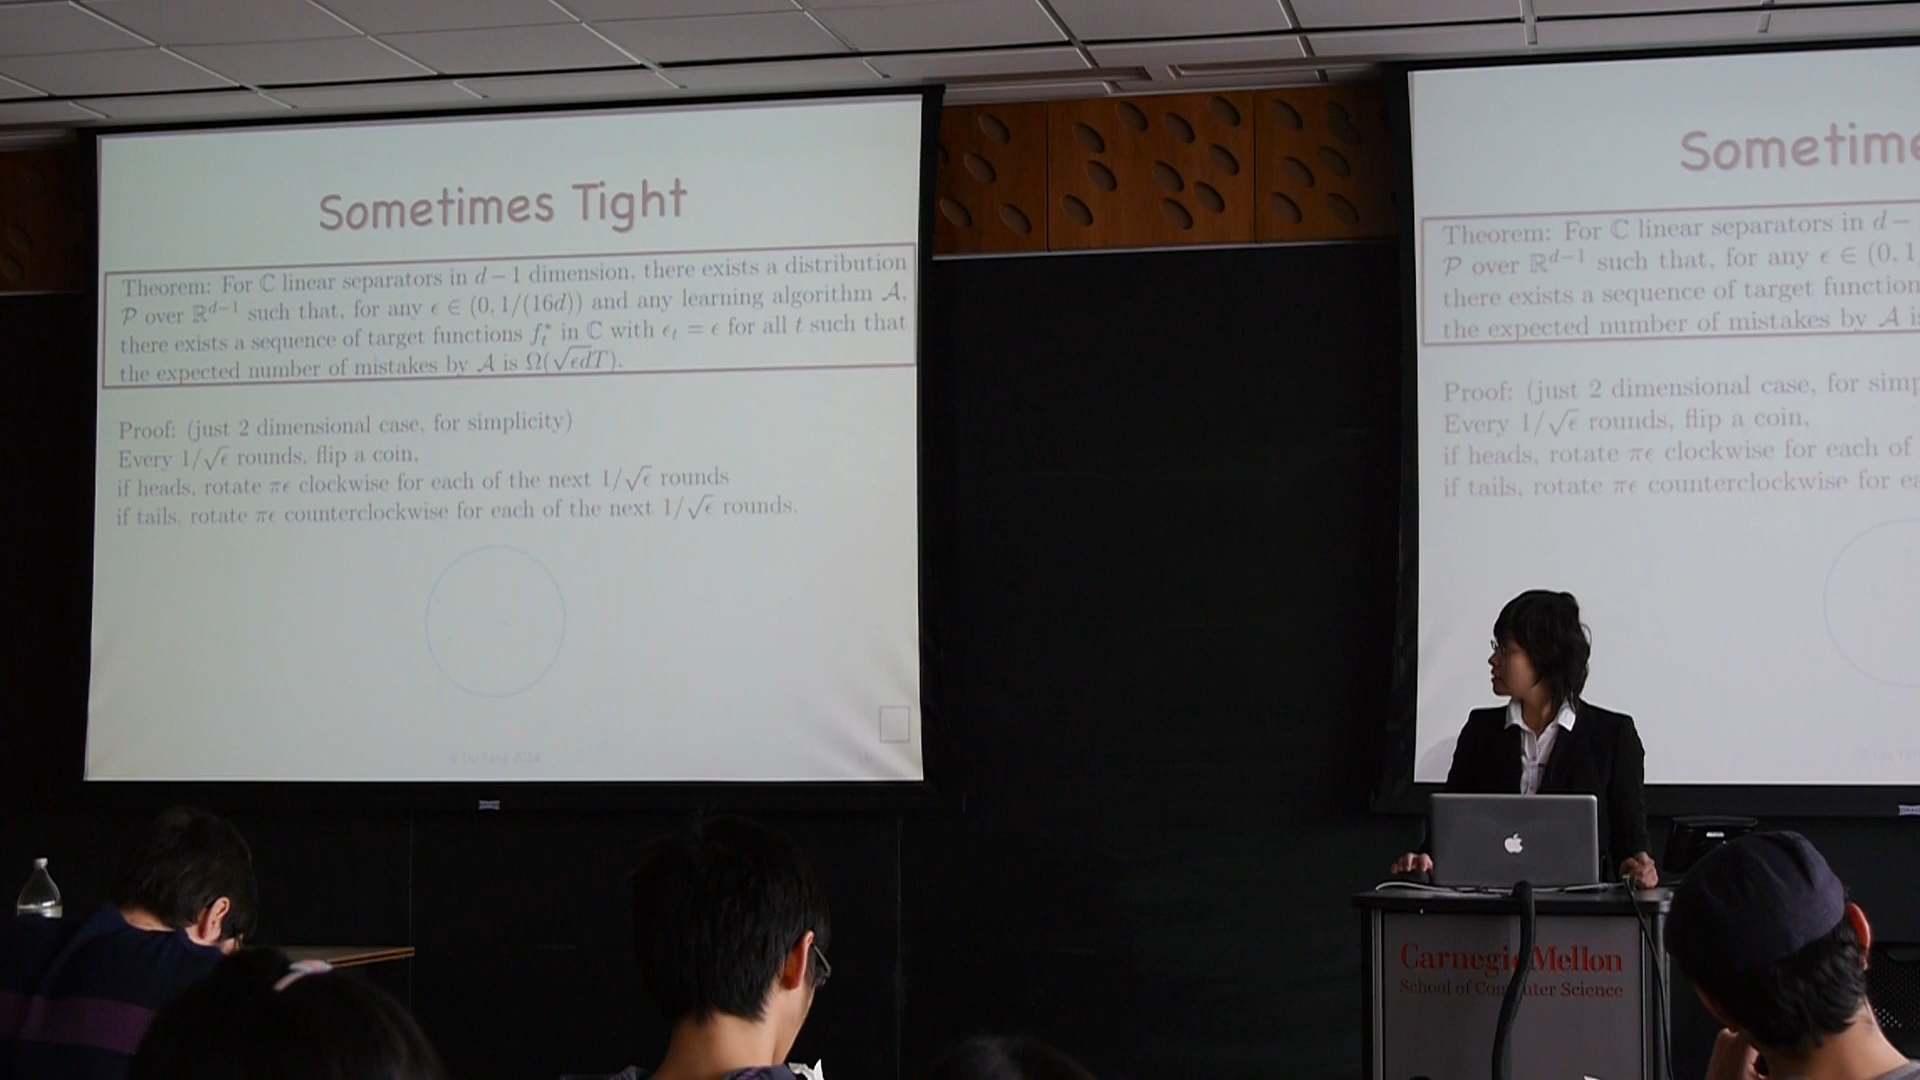 Sometimes Tight
Theorem: For ℂ linear separators in d − 1 dimension, there exists a distribution
𝒫 over ℝ^{d−1} such that, for any ϵ ∈ (0, 1/(16d)) and any learning algorithm 𝒜,
there exists a sequence of target functions f_t^* in ℂ with ϵ_t = ϵ for all t such that
the expected number of mistakes by 𝒜 is Ω(√ϵdT).
Proof: (just 2 dimensional case, for simplicity)
Every 1/√ϵ rounds, flip a coin,
if heads, rotate πϵ clockwise for each of the next 1/√ϵ rounds
if tails, rotate πϵ counterclockwise for each of the next 1/√ϵ rounds.
© Liu Yang 2014
Sometime
Theorem: For ℂ linear separators in d −
𝒫 over ℝ^{d−1} such that, for any ϵ ∈ (0, 1
there exists a sequence of target function
the expected number of mistakes by 𝒜 is
Proof: (just 2 dimensional case, for simp
Every 1/√ϵ rounds, flip a coin,
if heads, rotate πϵ clockwise for each of
if tails, rotate πϵ counterclockwise for ea
Carnegie Mellon
School of Computer Science